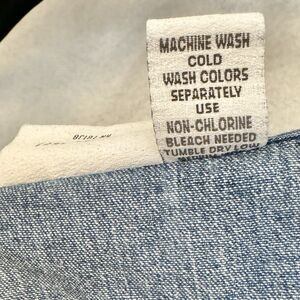 MACHINE WASH
COLD
WASH COLORS
SEPARATELY
USE
NON-CHLORINE
BLEACH NEEDED
TUMBLE DRY LOW